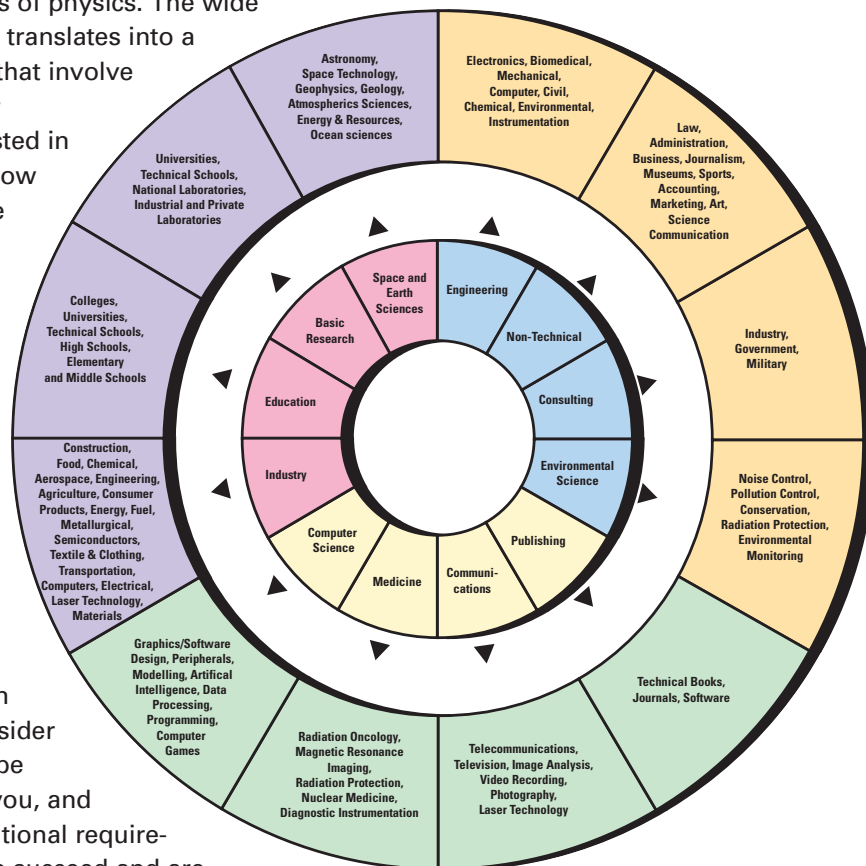 s of physics. The wide
translates into a
that involve
sted in
ow
e
n
sider
be
you, and
tional require-
succeed and are
Astronomy,
Space Technology,
Geophysics, Geology,
Atmospherics Sciences,
Energy & Resources,
Ocean sciences
Electronics, Biomedical,
Mechanical,
Computer, Civil,
Chemical, Environmental,
Instrumentation
Law,
Administration,
Business, Journalism,
Museums, Sports,
Accounting,
Marketing, Art,
Science
Communication
Industry,
Government,
Military
Noise Control,
Pollution Control,
Conservation,
Radiation Protection,
Environmental
Monitoring
Technical Books,
Journals, Software
Telecommunications,
Television, Image Analysis,
Video Recording,
Photography,
Laser Technology
Radiation Oncology,
Magnetic Resonance
Imaging,
Radiation Protection,
Nuclear Medicine,
Diagnostic Instrumentation
Graphics/Software
Design, Peripherals,
Modelling, Artifical
Intelligence, Data
Processing,
Programming,
Computer
Games
Construction,
Food, Chemical,
Aerospace, Engineering,
Agriculture, Consumer
Products, Energy, Fuel,
Metallurgical,
Semiconductors,
Textile & Clothing,
Transportation,
Computers, Electrical,
Laser Technology,
Materials
Colleges,
Universities,
Technical Schools,
High Schools,
Elementary
and Middle Schools
Universities,
Technical Schools,
National Laboratories,
Industrial and Private
Laboratories
Space and
Earth
Sciences
Engineering
Non-Technical
Consulting
Environmental
Science
Publishing
Communi-
cations
Medicine
Computer
Science
Industry
Education
Basic
Research